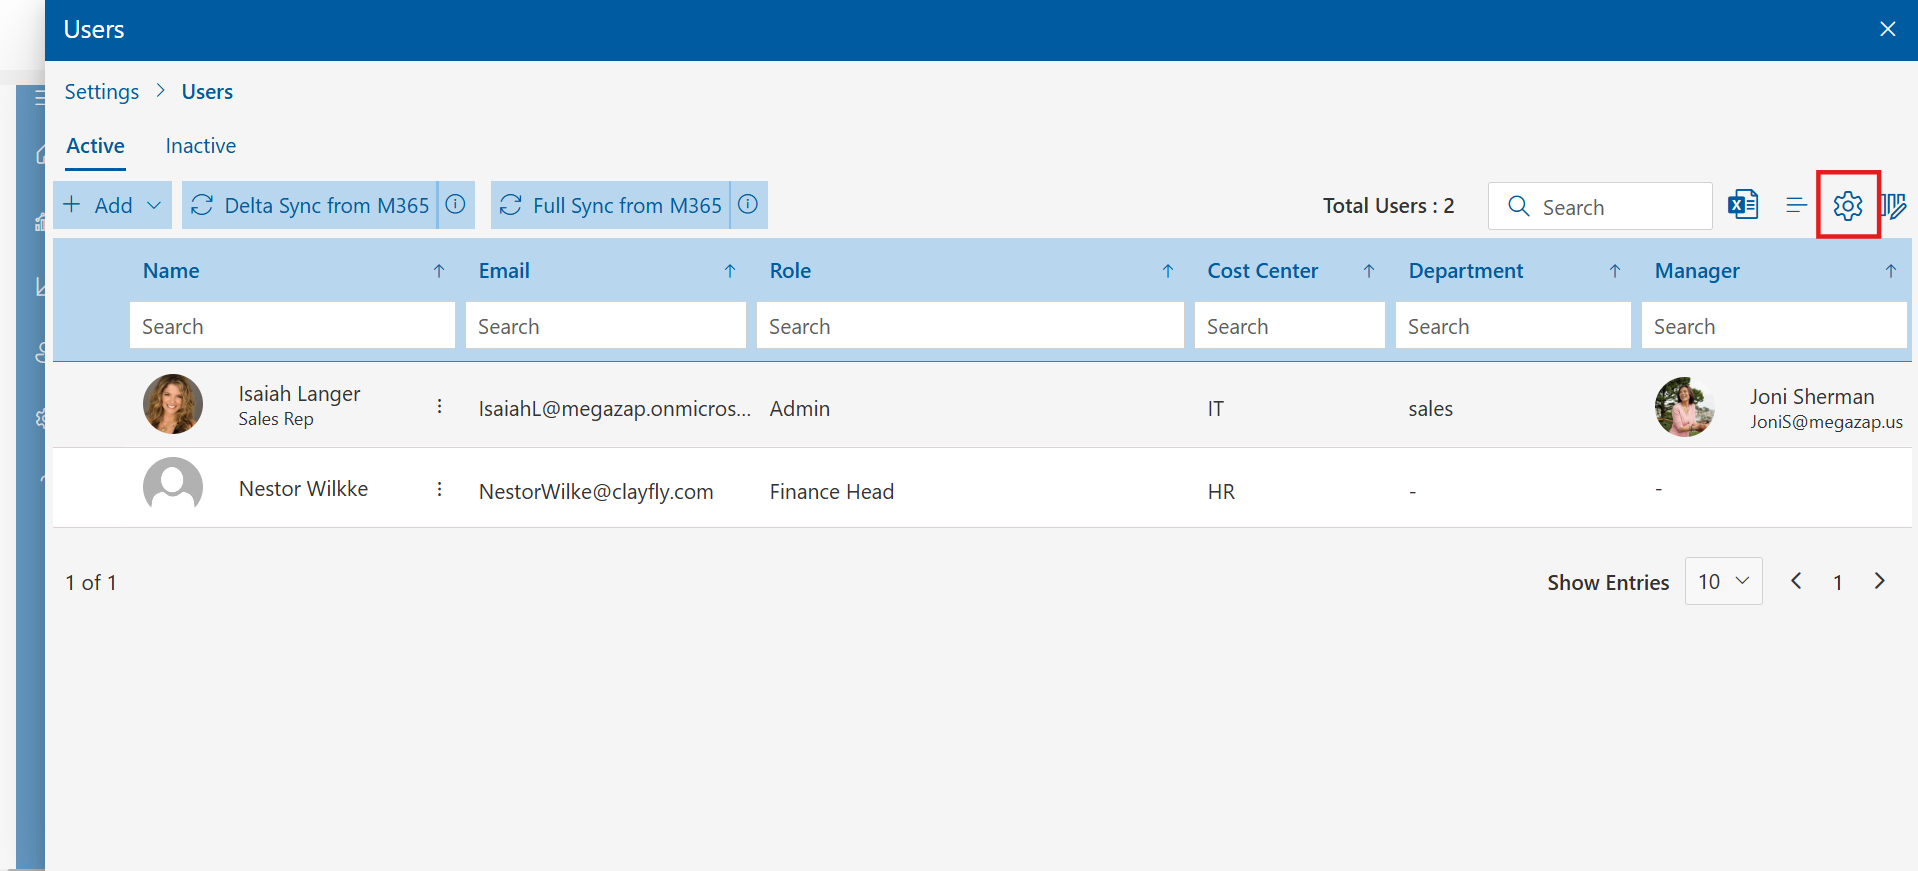 Users
Settings > Users
Active Inactive
Add Delta Sync from M365 Full Sync from M365 Total Users : 2 Search
Name Email Role Cost Center Department Manager
Search Search Search Search Search Search
Isaiah Langer IsaiahL@megazap.onmicros... Admin IT sales Joni Sherman
Sales Rep JoniS@megazap.us
Nestor Wilkke NestorWilke@clayfly.com Finance Head HR - -
1 of 1 Show Entries 10 1